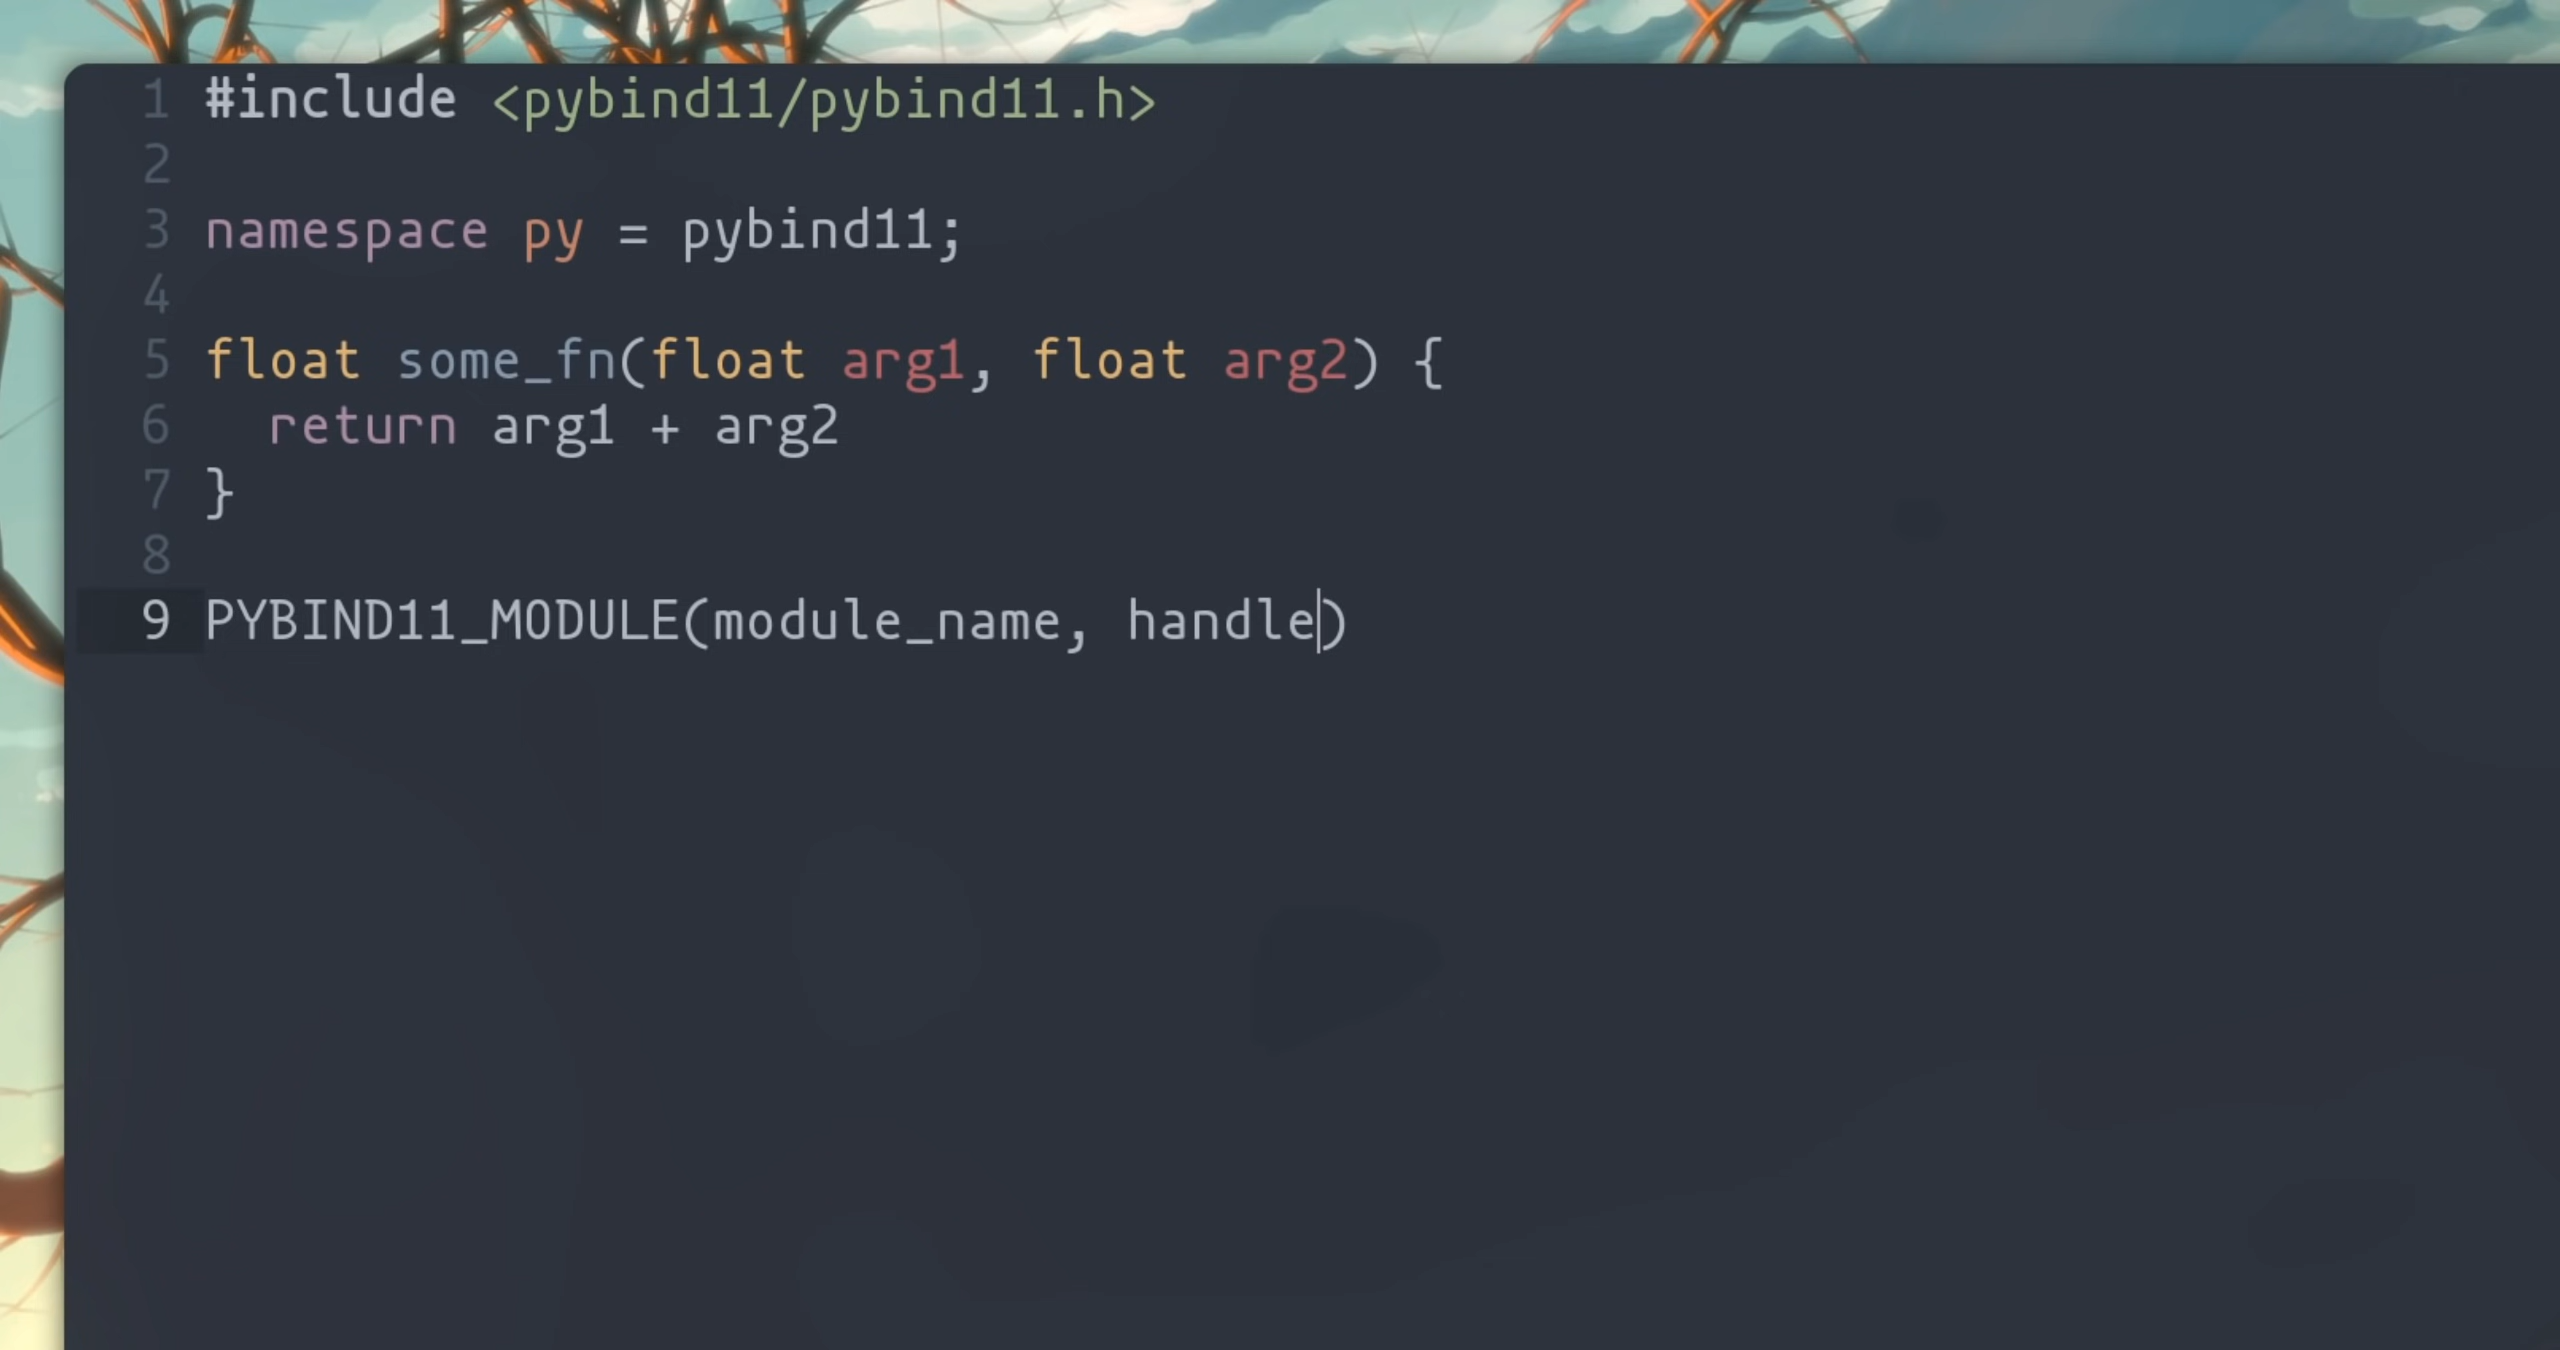 1 #include <pybind11/pybind11.h>
2
3 namespace py = pybind11;
4
5 float some_fn(float arg1, float arg2) {
6   return arg1 + arg2
7 }
8
9 PYBIND11_MODULE(module_name, handle)